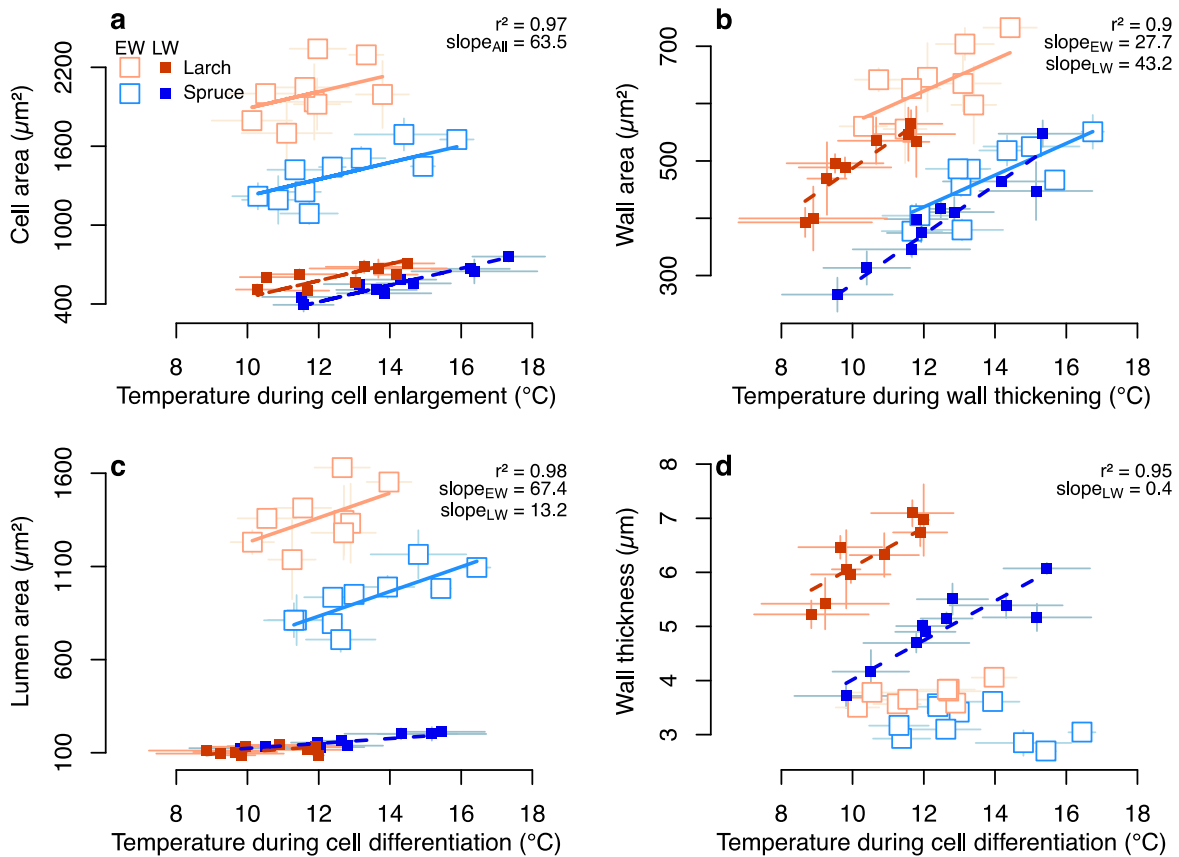 a
r² = 0.97
slopeAll = 63.5
EW LW
Larch
Spruce
Cell area (µm²)
2200
1600
1000
400
8 10 12 14 16 18
Temperature during cell enlargement (°C)
b
r² = 0.9
slopeEW = 27.7
slopeLW = 43.2
Wall area (µm²)
700
500
300
8 10 12 14 16 18
Temperature during wall thickening (°C)
c
r² = 0.98
slopeEW = 67.4
slopeLW = 13.2
Lumen area (µm²)
1600
1100
600
100
8 10 12 14 16 18
Temperature during cell differentiation (°C)
d
r² = 0.95
slopeLW = 0.4
Wall thickness (µm)
8
7
6
5
4
3
8 10 12 14 16 18
Temperature during cell differentiation (°C)